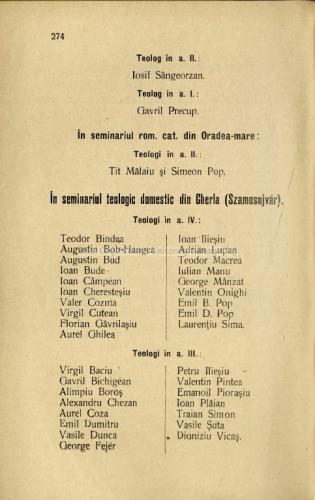 274
Teolog in a. II.:
Iosif Sângeorzan.
Teolog in a. I.:
Gavril Precup.
În seminariul rom. cat. din Oradea-mare:
Teologi in a. II.:
Tit Mălaiu și Simeon Pop.
În seminariul teologic domestic din Gherla (Szamosujvár).
Teologi in a. IV.:
Teodor Bindea
Augustin Bob-Hangea
Augustin Bud
Ioan Bude
Ioan Câmpean
Ioan Cheresteșiu
Valer Cozma
Virgil Cutean
Florian Găvrilașiu
Aurel Ghilea
Ioan Ilieșiu
Adrian Lupan
Teodor Macrea
Iulian Manu
George Mânzat
Valentin Onighi
Emil B. Pop
Emil D. Pop
Laurențiu Sima.
Teologi in a. III.:
Virgil Baciu
Gavril Bichigean
Alimpiu Boroș
Alexandru Chezan
Aurel Coza
Emil Dumitru
Vasile Dunca
George Fejér
Petru Ilieșiu
Valentin Pintea
Emanoil Piorașiu
Ioan Plăian
Traian Simon
Vasile Șuta
Dioniziu Vicaș.